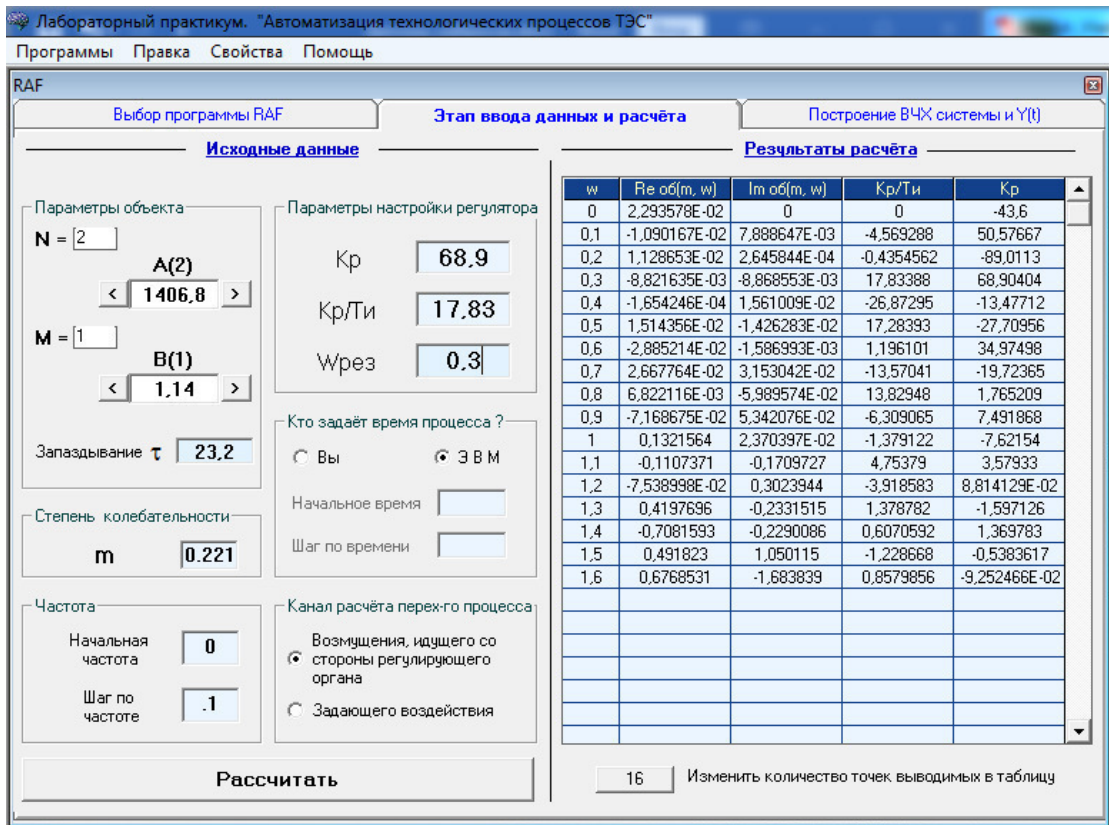 Лабораторный практикум. "Автоматизация технологических процессов ТЭС"
Программы Правка Свойства Помощь
RAF
Выбор программы RAF Этап ввода данных и расчёта Построение ВЧХ системы и Y(t)
Исходные данные
Параметры объекта
N = 2
A(2)
< 1406,8 >
M = 1
B(1)
< 1,14 >
Запаздывание τ 23,2
Степень колебательности
m 0.221
Частота
Начальная
частота
0
Шаг по
частоте
.1
Параметры настройки регулятора
Кр 68,9
Кр/Ти 17,83
Wрез 0,3
Кто задаёт время процесса ?
Вы Э В М
Начальное время
Шаг по времени
Канал расчёта перех-го процесса
Возмущения, идущего со
стороны регулирующего
органа
Задающего воздействия
Рассчитать
Результаты расчёта
w Re об(m, w) Im об(m, w) Кр/Ти Кр
0 2,293578E-02 0 0 -43,6
0,1 -1,090167E-02 7,888647E-03 -4,569288 50,57667
0,2 1,128653E-02 2,645844E-04 -0,4354562 -89,0113
0,3 -8,821635E-03 -8,868553E-03 17,83388 68,90404
0,4 -1,654246E-04 1,561009E-02 -26,87295 -13,47712
0,5 1,514356E-02 -1,426283E-02 17,28393 -27,70956
0,6 -2,885214E-02 -1,586993E-03 1,196101 34,97498
0,7 2,667764E-02 3,153042E-02 -13,57041 -19,72365
0,8 6,822116E-03 -5,989574E-02 13,82948 1,765209
0,9 -7,168675E-02 5,342076E-02 -6,309065 7,491868
1 0,1321564 2,370397E-02 -1,379122 -7,62154
1,1 -0,1107371 -0,1709727 4,75379 3,57933
1,2 -7,538998E-02 0,3023944 -3,918583 8,814129E-02
1,3 0,4197696 -0,2331515 1,378782 -1,597126
1,4 -0,7081593 -0,2290086 0,6070592 1,369783
1,5 0,491823 1,050115 -1,228668 -0,5383617
1,6 0,6768531 -1,683839 0,8579856 -9,252466E-02
16 Изменить количество точек выводимых в таблицу